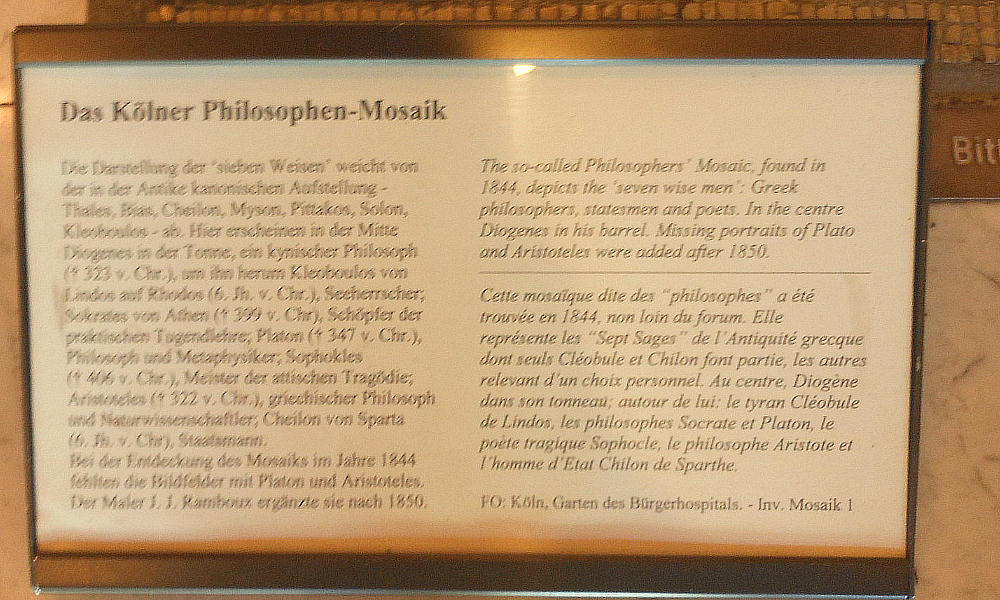 Das Kölner Philosophen-Mosaik
Die Darstellung der 'sieben Weisen' weicht von
der in der Antike kanonischen Aufstellung -
Thales, Bias, Cheilon, Myson, Pittakos, Solon,
Kleoboulos - ab. Hier erscheinen in der Mitte
Diogenes in der Tonne, ein kynischer Philosoph
(† 323 v. Chr.), um ihn herum Kleoboulos von
Lindos auf Rhodos (6. Jh. v. Chr.), Seeherrscher;
Sokrates von Athen († 399 v. Chr), Schöpfer der
praktischen Tugendlehre; Platon († 347 v. Chr.),
Philosoph und Metaphysiker; Sophokles
(† 406 v. Chr.), Meister der attischen Tragödie;
Aristoteles († 322 v. Chr.), griechischer Philosoph
und Naturwissenschaftler; Cheilon von Sparta
(6. Jh. v. Chr), Staatsmann.
Bei der Entdeckung des Mosaiks im Jahre 1844
fehlten die Bildfelder mit Platon und Aristoteles.
Der Maler J. J. Ramboux ergänzte sie nach 1850.
The so-called Philosophers' Mosaic, found in
1844, depicts the 'seven wise men': Greek
philosophers, statesmen and poets. In the centre
Diogenes in his barrel. Missing portraits of Plato
and Aristoteles were added after 1850.
Cette mosaïque dite des "philosophes" a été
trouvée en 1844, non loin du forum. Elle
représente les "Sept Sages" de l'Antiquité grecque
dont seuls Cléobule et Chilon font partie, les autres
relevant d'un choix personnel. Au centre, Diogène
dans son tonneau; autour de lui: le tyran Cléobule
de Lindos, les philosophes Socrate et Platon, le
poète tragique Sophocle, le philosophe Aristote et
l'homme d'Etat Chilon de Sparthe.
FO: Köln, Garten des Bürgerhospitals. - Inv. Mosaik 1